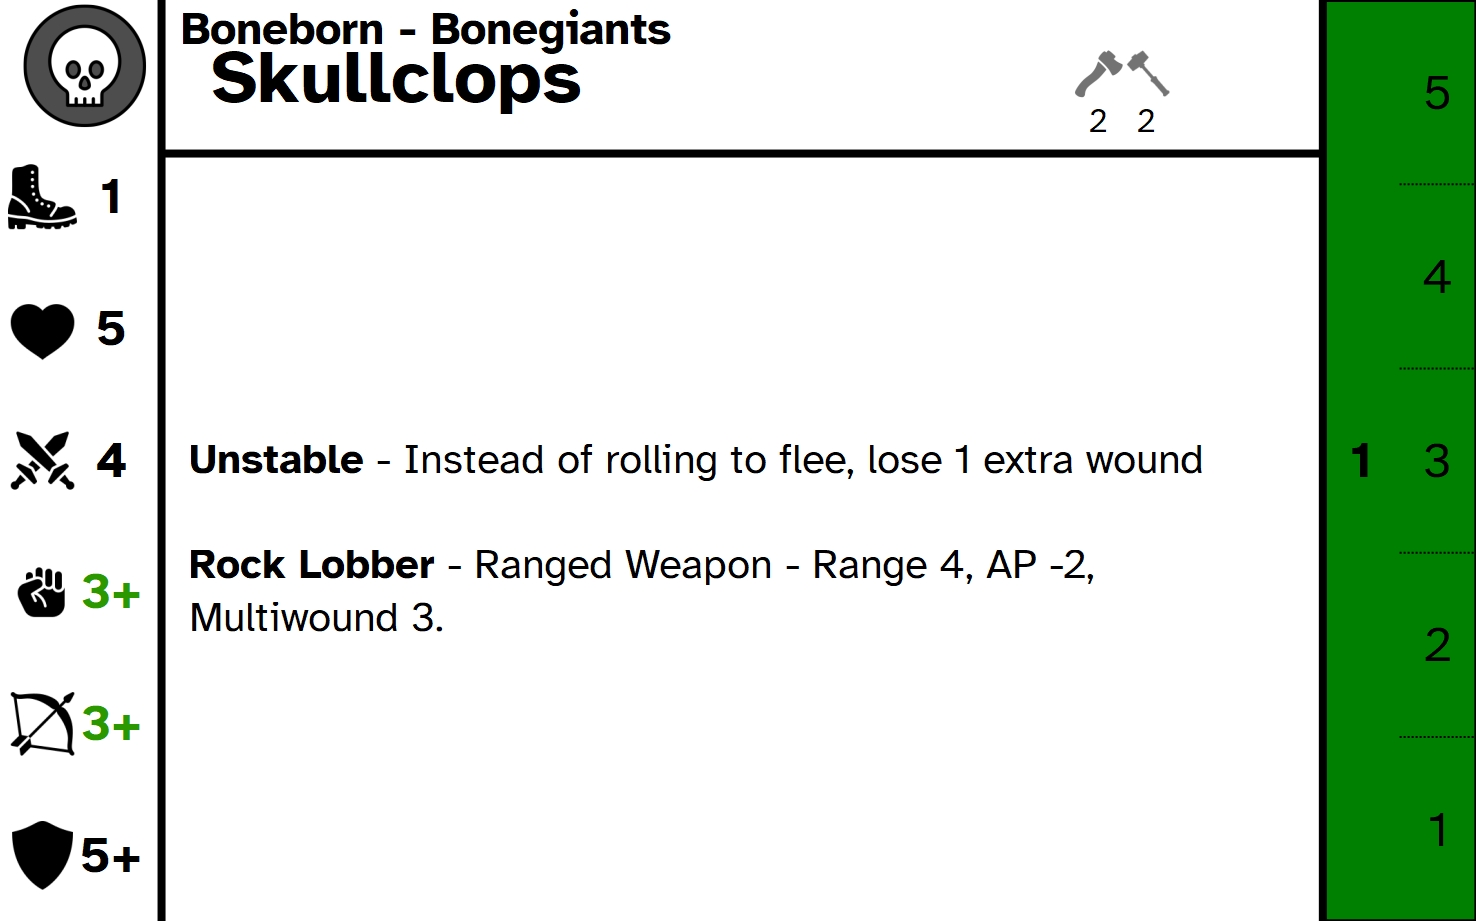 Boneborn - Bonegiants
Skullclops
2 2
1
5
4
3+
3+
5+
Unstable - Instead of rolling to flee, lose 1 extra wound
Rock Lobber - Ranged Weapon - Range 4, AP -2,
Multiwound 3.
5
4
1 3
2
1